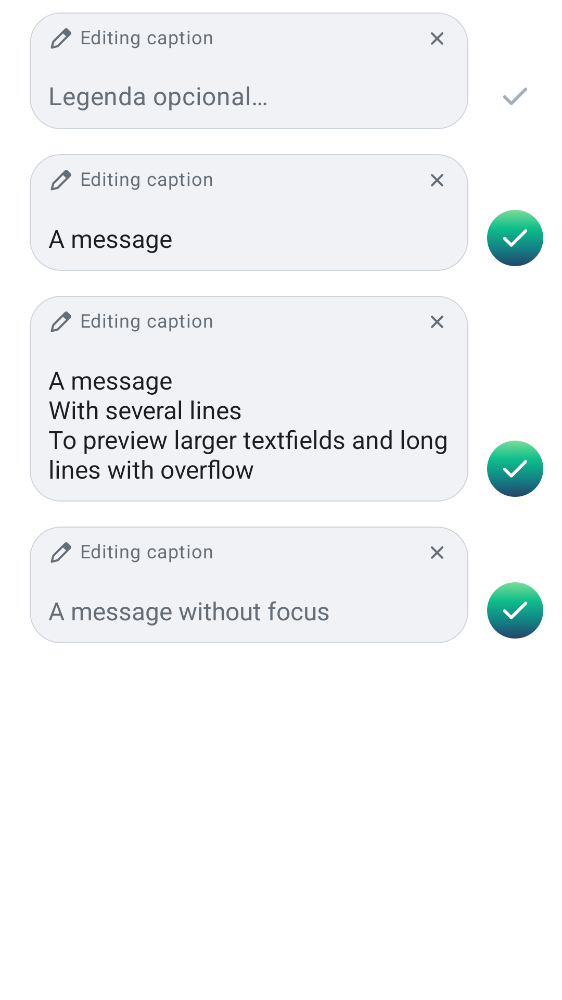 Editing caption
Legenda opcional…
Editing caption
A message
Editing caption
A message
With several lines
To preview larger textfields and long
lines with overflow
Editing caption
A message without focus